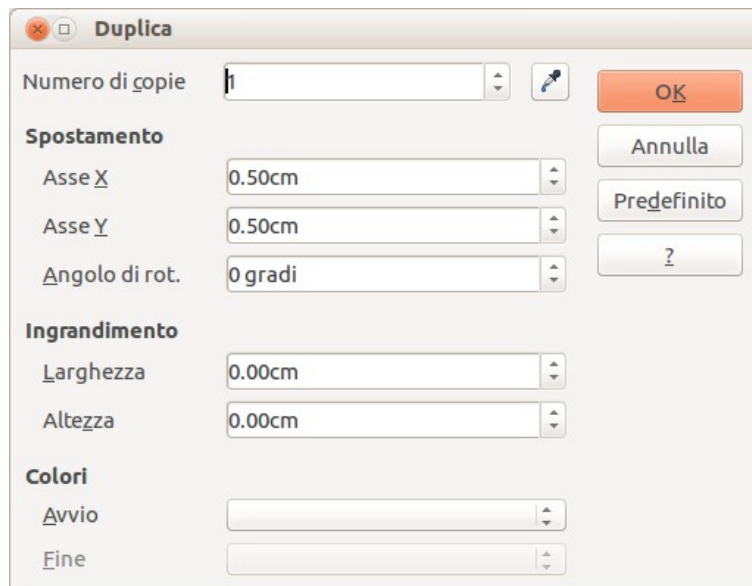 Duplica
Numero di copie 1
OK
Spostamento
Annulla
Asse X 0.50cm
Predefinito
Asse Y 0.50cm
?
Angolo di rot. 0 gradi
Ingrandimento
Larghezza 0.00cm
Altezza 0.00cm
Colori
Avvio
Fine